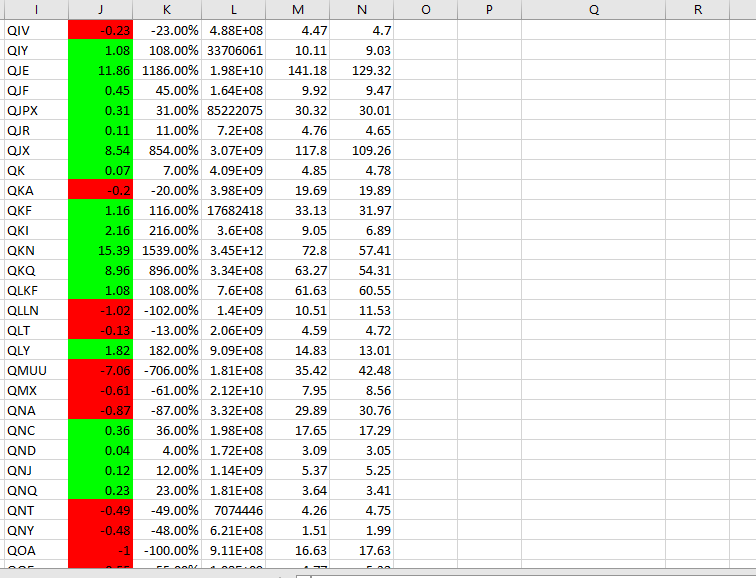 I J K L M N O P Q R
QIV -0.23 -23.00% 4.88E+08 4.47 4.7
QIY 1.08 108.00% 33706061 10.11 9.03
QJE 11.86 1186.00% 1.98E+10 141.18 129.32
QJF 0.45 45.00% 1.64E+08 9.92 9.47
QJPX 0.31 31.00% 85222075 30.32 30.01
QJR 0.11 11.00% 7.2E+08 4.76 4.65
QJX 8.54 854.00% 3.07E+09 117.8 109.26
QK 0.07 7.00% 4.09E+09 4.85 4.78
QKA -0.2 -20.00% 3.98E+09 19.69 19.89
QKF 1.16 116.00% 17682418 33.13 31.97
QKI 2.16 216.00% 3.6E+08 9.05 6.89
QKN 15.39 1539.00% 3.45E+12 72.8 57.41
QKQ 8.96 896.00% 3.34E+08 63.27 54.31
QLKF 1.08 108.00% 7.6E+08 61.63 60.55
QLLN -1.02 -102.00% 1.4E+09 10.51 11.53
QLT -0.13 -13.00% 2.06E+09 4.59 4.72
QLY 1.82 182.00% 9.09E+08 14.83 13.01
QMUU -7.06 -706.00% 1.81E+08 35.42 42.48
QMX -0.61 -61.00% 2.12E+10 7.95 8.56
QNA -0.87 -87.00% 3.32E+08 29.89 30.76
QNC 0.36 36.00% 1.98E+08 17.65 17.29
QND 0.04 4.00% 1.72E+08 3.09 3.05
QNJ 0.12 12.00% 1.14E+09 5.37 5.25
QNQ 0.23 23.00% 1.81E+08 3.64 3.41
QNT -0.49 -49.00% 7074446 4.26 4.75
QNY -0.48 -48.00% 6.21E+08 1.51 1.99
QOA -1 -100.00% 9.11E+08 16.63 17.63